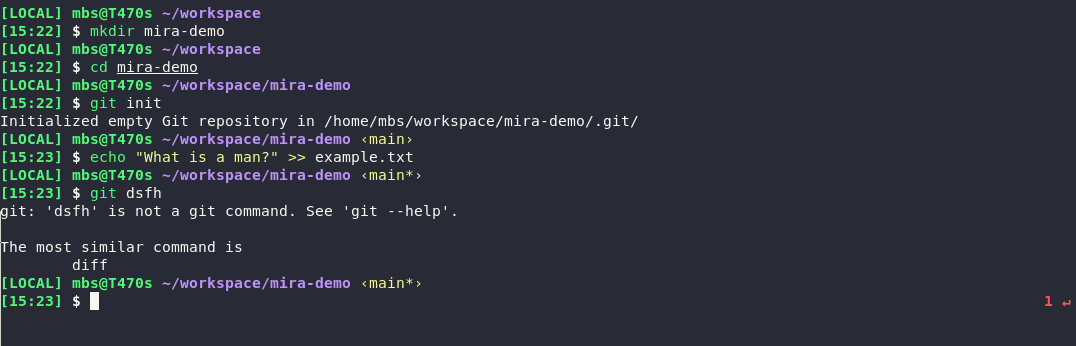 [LOCAL] mbs@T470s ~/workspace
[15:22] $ mkdir mira-demo
[LOCAL] mbs@T470s ~/workspace
[15:22] $ cd mira-demo
[LOCAL] mbs@T470s ~/workspace/mira-demo
[15:22] $ git init
Initialized empty Git repository in /home/mbs/workspace/mira-demo/.git/
[LOCAL] mbs@T470s ~/workspace/mira-demo ‹main›
[15:23] $ echo "What is a man?" >> example.txt
[LOCAL] mbs@T470s ~/workspace/mira-demo ‹main*›
[15:23] $ git dsfh
git: 'dsfh' is not a git command. See 'git --help'.

The most similar command is
        diff
[LOCAL] mbs@T470s ~/workspace/mira-demo ‹main*›
[15:23] $ 1 ↵